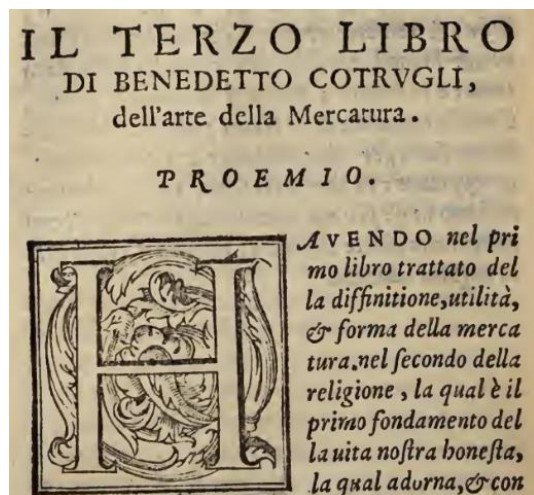 IL TERZO LIBRO
DI BENEDETTO COTRVGLI,
dell'arte della Mercatura.
PROEMIO.
HAVENDO nel pri
mo libro trattato del
la diffinitione, utilità,
& forma della merca
tura. nel ſecondo della
religione, la qual è il
primo fondamento del
la uita noſtra honeſta,
la qual adorna, & con